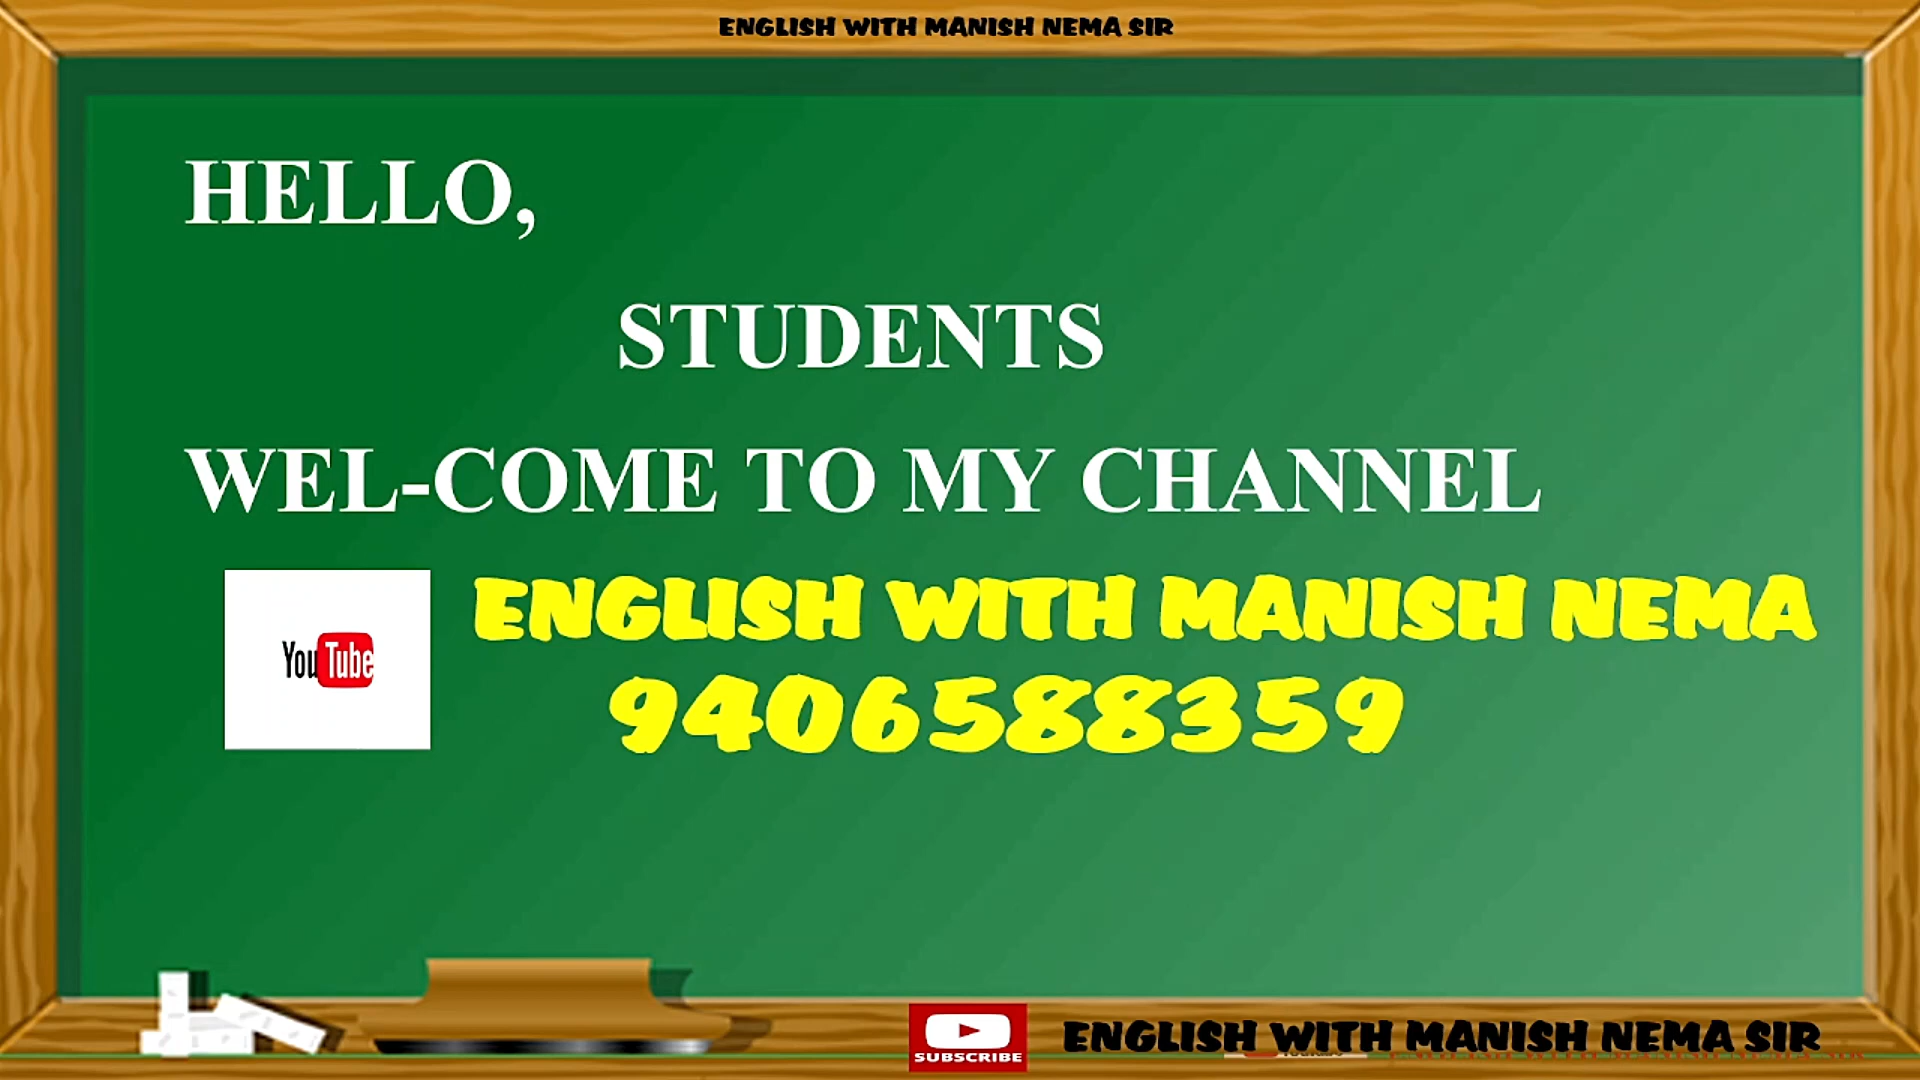 ENGLISH WITH MANISH NEMA SIR
HELLO,
STUDENTS
WEL-COME TO MY CHANNEL
YouTube
ENGLISH WITH MANISH NEMA
9406588359
SUBSCRIBE
ENGLISH WITH MANISH NEMA SIR